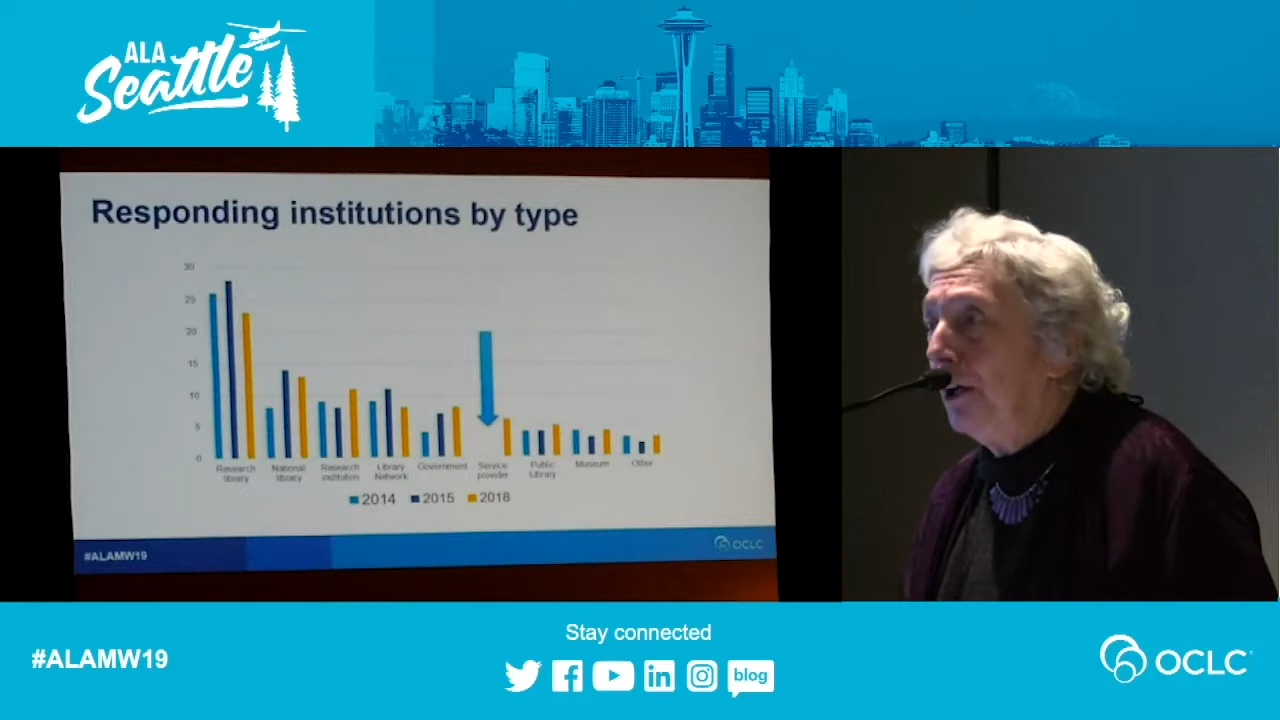 ALA
Seattle
Responding institutions by type
30
25
20
15
10
5
0
Research
library
National
library
Research
institution
Library
Network
Government
Service
provider
Public
Library
Museum
Other
2014
2015
2018
#ALAMW19
OCLC
Stay connected
#ALAMW19
blog
OCLC